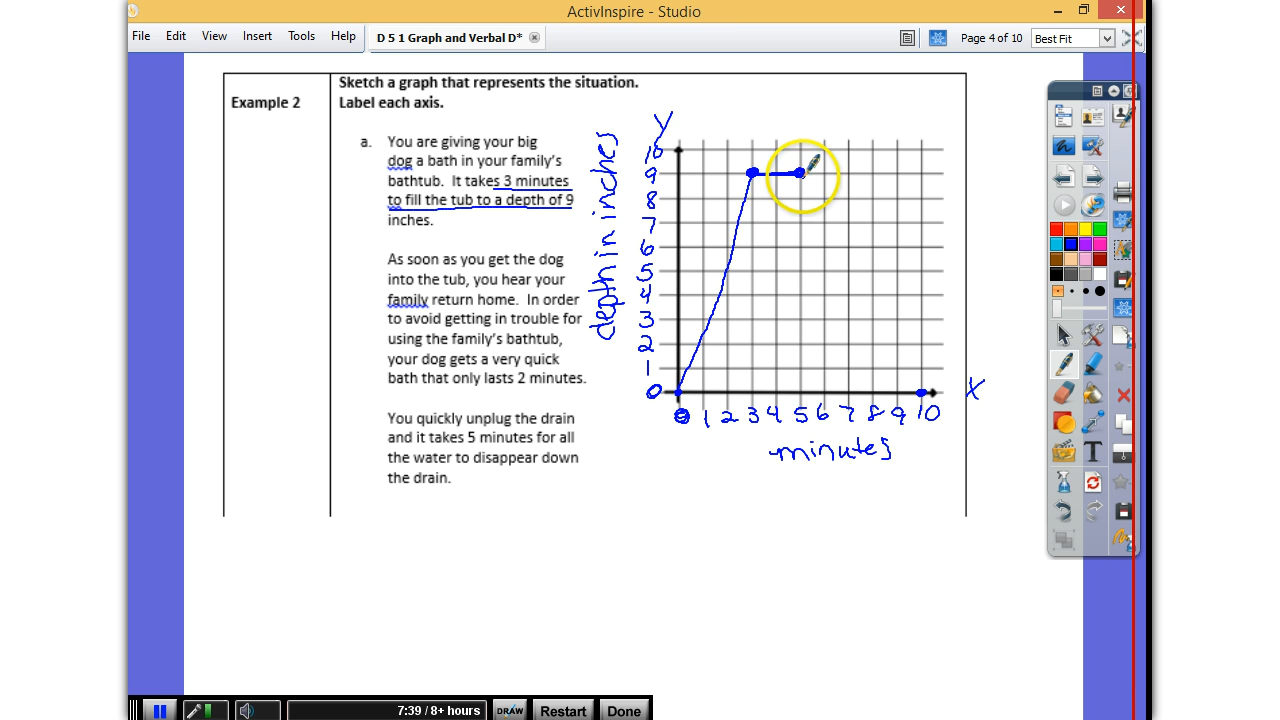 ActivInspire - Studio
File Edit View Insert Tools Help D 5 1 Graph and Verbal D* Page 4 of 10 Best Fit
Example 2
Sketch a graph that represents the situation.
Label each axis.
a. You are giving your big
dog a bath in your family's
bathtub. It takes 3 minutes
to fill the tub to a depth of 9
inches.
As soon as you get the dog
into the tub, you hear your
family return home. In order
to avoid getting in trouble for
using the family's bathtub,
your dog gets a very quick
bath that only lasts 2 minutes.
You quickly unplug the drain
and it takes 5 minutes for all
the water to disappear down
the drain.
depth in inches
y
10
9
8
7
6
5
4
3
2
1
0
x
0 1 2 3 4 5 6 7 8 9 10
minutes
T
7:39 / 8+ hours DRAW Restart Done